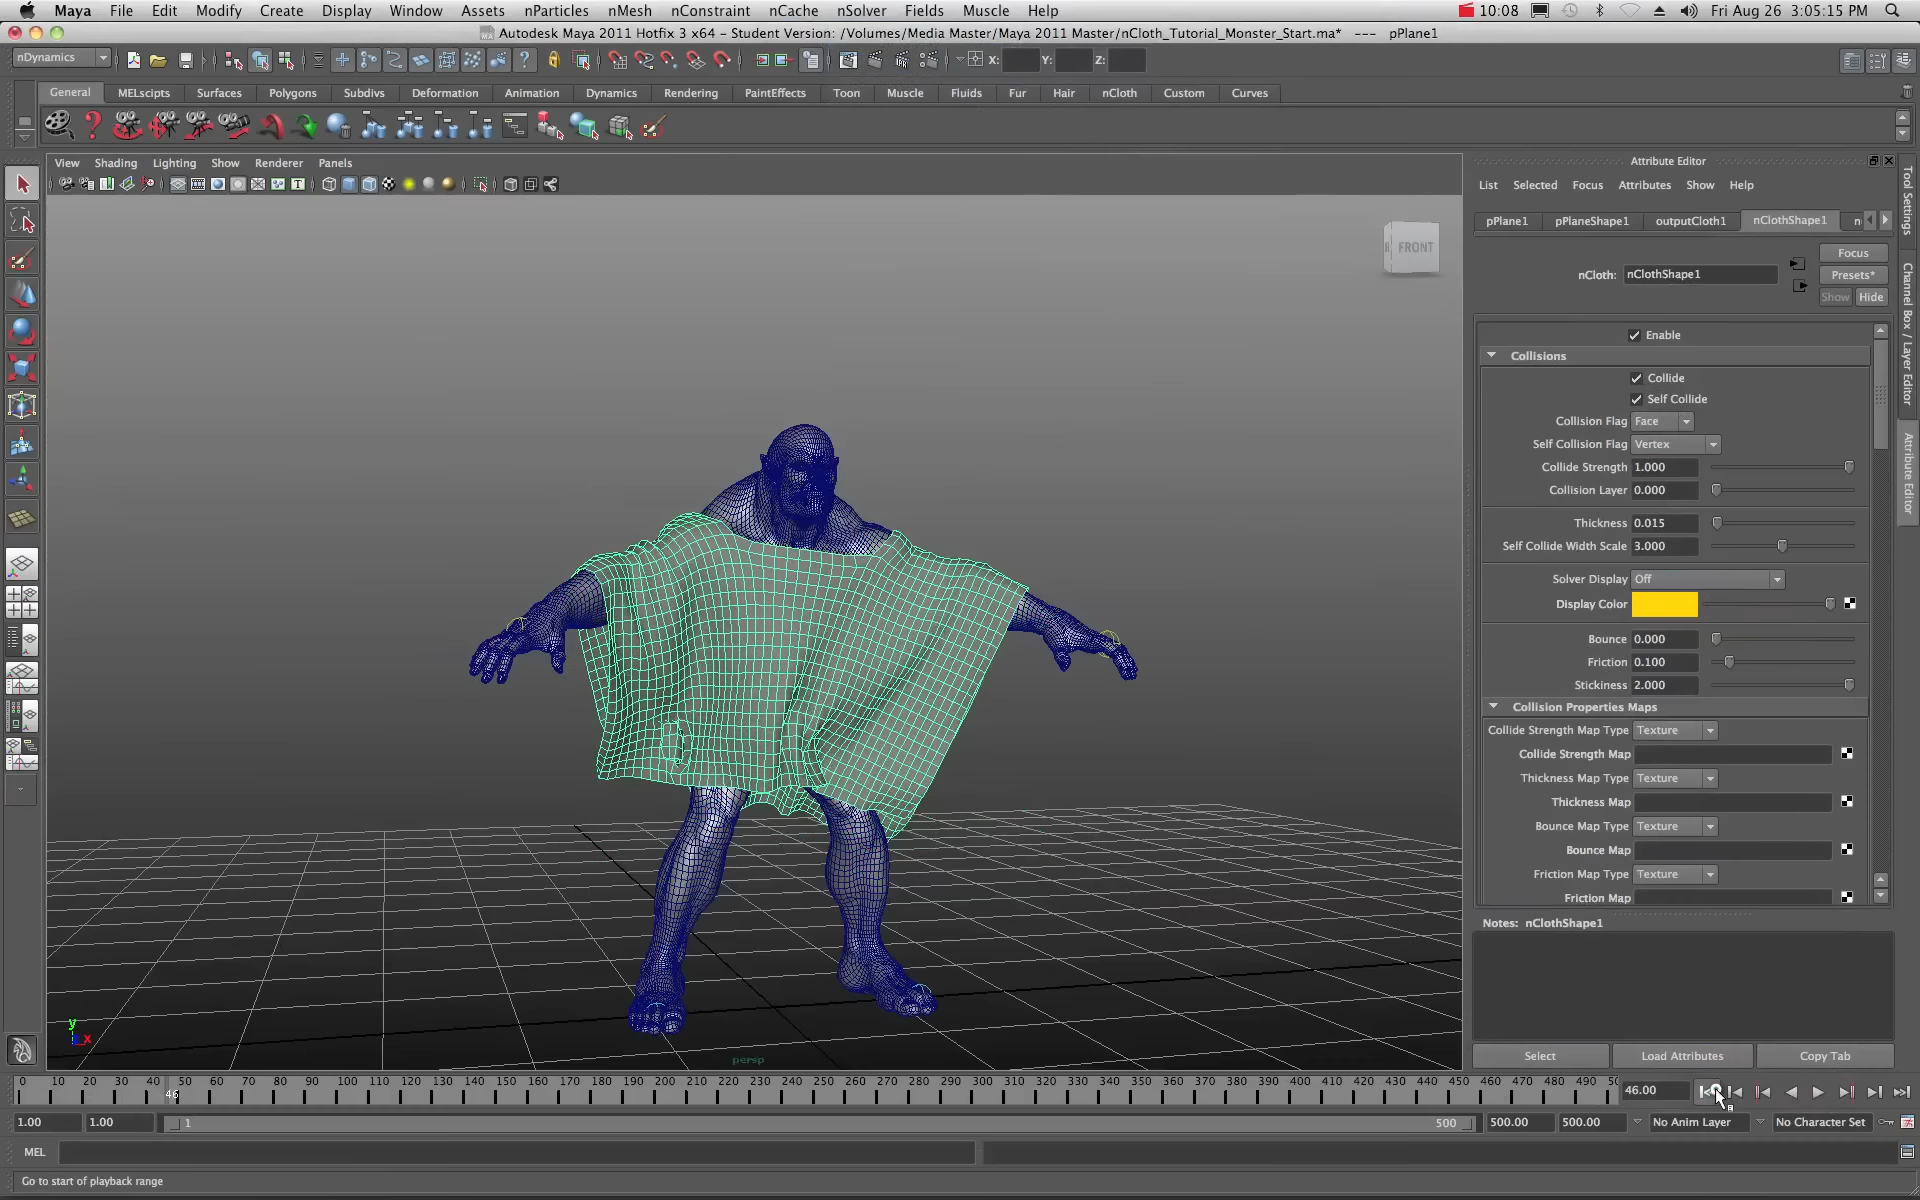 Maya File Edit Modify Create Display Window Assets nParticles nMesh nConstraint nCache nSolver Fields Muscle Help 10:08 Fri Aug 26 3:05:15 PM
Autodesk Maya 2011 Hotfix 3 x64 - Student Version: /Volumes/Media Master/Maya 2011 Master/nCloth_Tutorial_Monster_Start.ma* --- pPlane1
nDynamics X: Y: Z:
General MELscipts Surfaces Polygons Subdivs Deformation Animation Dynamics Rendering PaintEffects Toon Muscle Fluids Fur Hair nCloth Custom Curves
View Shading Lighting Show Renderer Panels
FRONT
y
x
persp
Attribute Editor
List Selected Focus Attributes Show Help
pPlane1 pPlaneShape1 outputCloth1 nClothShape1 n
nCloth: nClothShape1
Focus
Presets*
Show Hide
Enable
Collisions
Collide
Self Collide
Collision Flag Face
Self Collision Flag Vertex
Collide Strength 1.000
Collision Layer 0.000
Thickness 0.015
Self Collide Width Scale 3.000
Solver Display Off
Display Color
Bounce 0.000
Friction 0.100
Stickiness 2.000
Collision Properties Maps
Collide Strength Map Type Texture
Collide Strength Map
Thickness Map Type Texture
Thickness Map
Bounce Map Type Texture
Bounce Map
Friction Map Type Texture
Friction Map
Notes: nClothShape1
Select Load Attributes Copy Tab
Tool Settings
Channel Box / Layer Editor
Attribute Editor
0 10 20 30 40 50 60 70 80 90 100 110 120 130 140 150 160 170 180 190 200 210 220 230 240 250 260 270 280 290 300 310 320 330 340 350 360 370 380 390 400 410 420 430 440 450 460 470 480 490
46 46.00
1.00 1.00 1 500 500.00 500.00 No Anim Layer No Character Set
MEL
Go to start of playback range